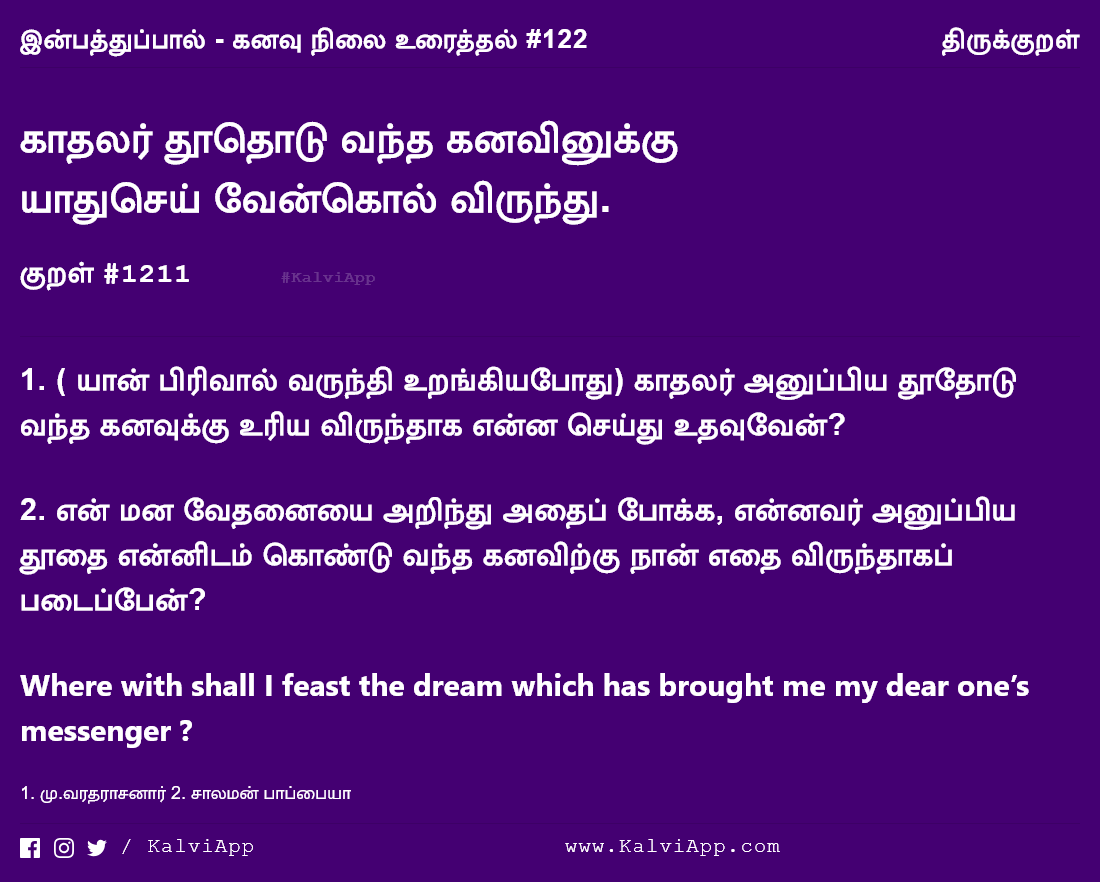 இன்பத்துப்பால் - கனவு நிலை உரைத்தல் #122 திருக்குறள்
காதலர் தூதொடு வந்த கனவினுக்கு
யாதுசெய் வேன்கொல் விருந்து.
குறள் #1211 #KalviApp
1. ( யான் பிரிவால் வருந்தி உறங்கியபோது) காதலர் அனுப்பிய தூதோடு
வந்த கனவுக்கு உரிய விருந்தாக என்ன செய்து உதவுவேன்?
2. என் மன வேதனையை அறிந்து அதைப் போக்க, என்னவர் அனுப்பிய
தூதை என்னிடம் கொண்டு வந்த கனவிற்கு நான் எதை விருந்தாகப்
படைப்பேன்?
Where with shall I feast the dream which has brought me my dear one’s
messenger ?
1. மு.வரதராசனார் 2. சாலமன் பாப்பையா
/ KalviApp www.KalviApp.com